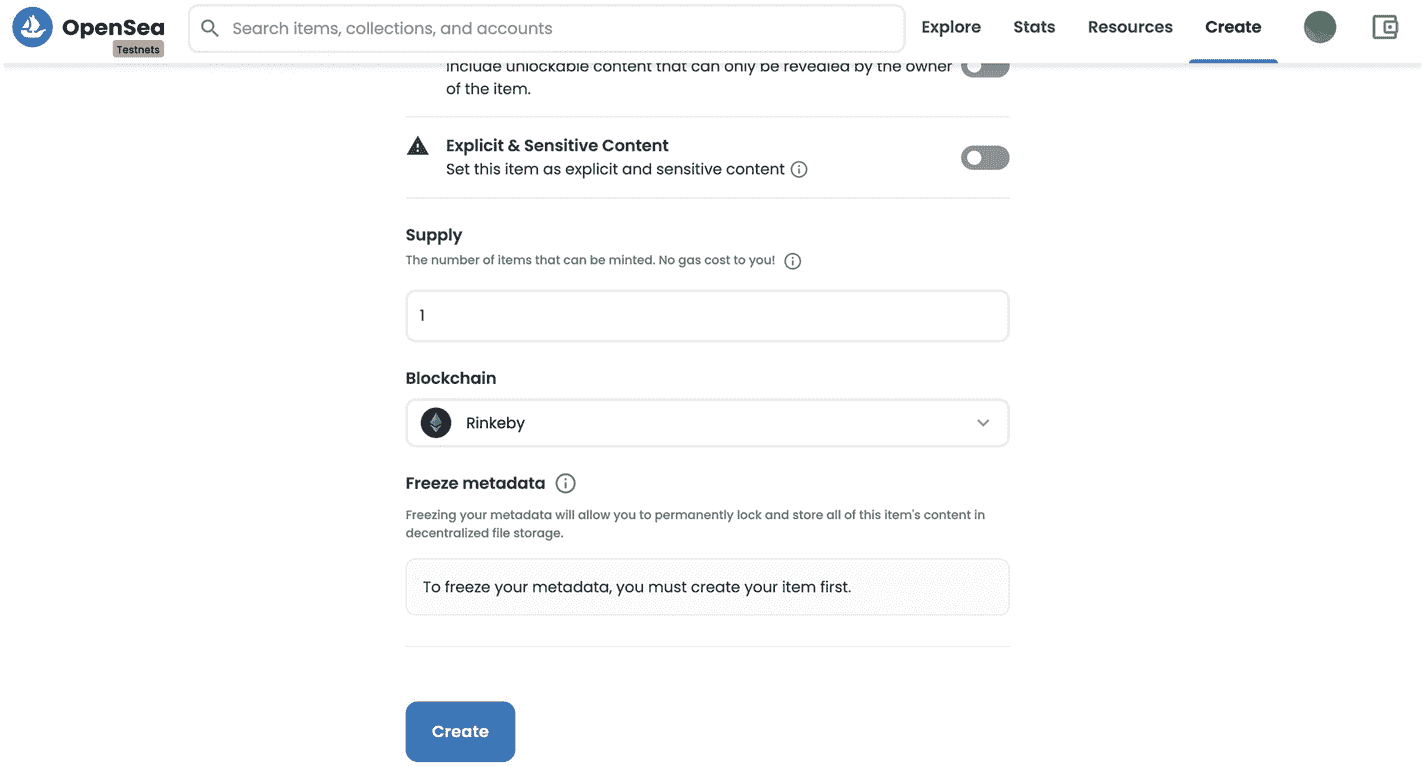 OpenSea
Testnets
Search items, collections, and accounts
Explore
Stats
Resources
Create
Include unlockable content that can only be revealed by the owner
of the item.
Explicit & Sensitive Content
Set this item as explicit and sensitive content
Supply
The number of items that can be minted. No gas cost to you!
1
Blockchain
Rinkeby
Freeze metadata
Freezing your metadata will allow you to permanently lock and store all of this item's content in
decentralized file storage.
To freeze your metadata, you must create your item first.
Create